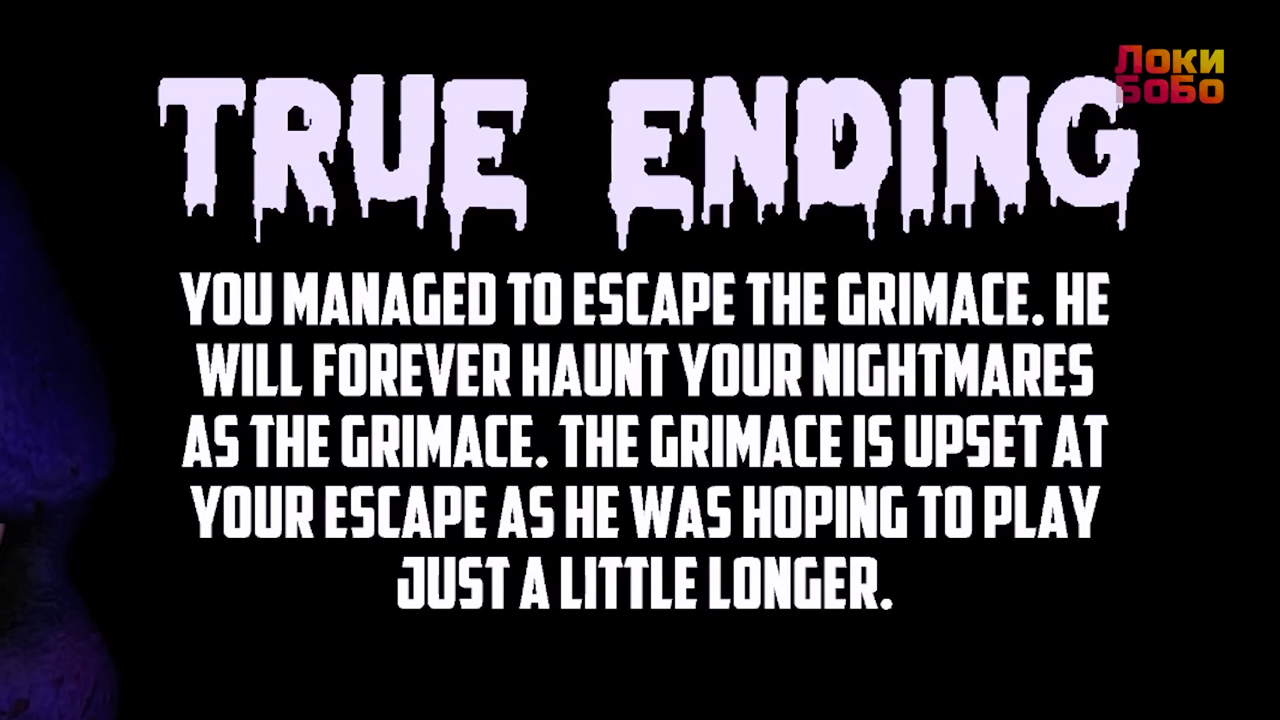 ЛОКИ
БОБО
TRUE ENDING
YOU MANAGED TO ESCAPE THE GRIMACE. HE
WILL FOREVER HAUNT YOUR NIGHTMARES
AS THE GRIMACE. THE GRIMACE IS UPSET AT
YOUR ESCAPE AS HE WAS HOPING TO PLAY
JUST A LITTLE LONGER.